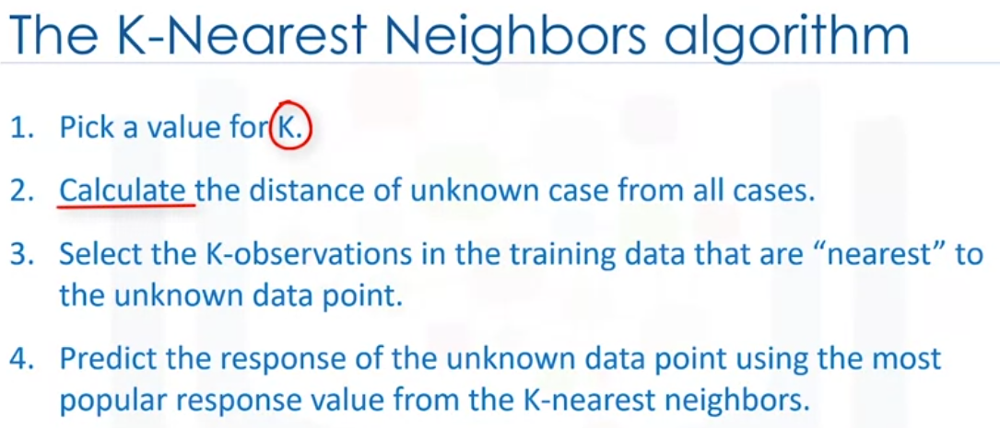 The K-Nearest Neighbors algorithm
1. Pick a value for K.
2. Calculate the distance of unknown case from all cases.
3. Select the K-observations in the training data that are “nearest” to
the unknown data point.
4. Predict the response of the unknown data point using the most
popular response value from the K-nearest neighbors.